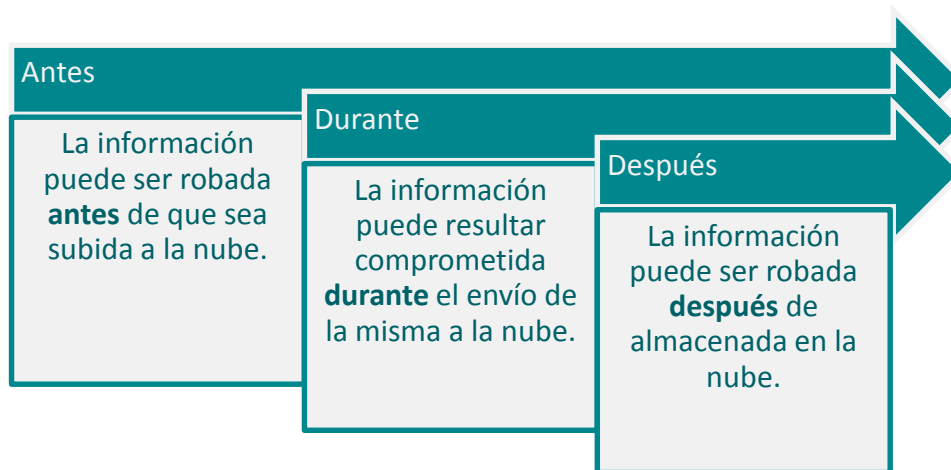 Antes
La información
puede ser robada
antes de que sea
subida a la nube.
Durante
La información
puede resultar
comprometida
durante el envío de
la misma a la nube.
Después
La información
puede ser robada
después de
almacenada en la
nube.